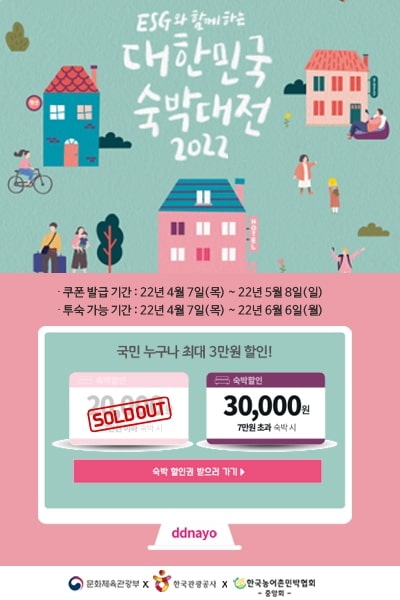 ESG와 함께하는
대한민국
숙박대전
2022
HOTEL
· 쿠폰 발급 기간 : 22년 4월 7일(목) ~ 22년 5월 8일(일)
· 투숙 가능 기간 : 22년 4월 7일(목) ~ 22년 6월 6일(월)
국민 누구나 최대 3만원 할인!
숙박할인
20,000
SOLD OUT
숙박 시
숙박할인
30,000원
7만원 초과 숙박 시
숙박 할인권 받으러 가기
ddnayo
문화체육관광부 X 한국관광공사 X 한국농어촌민박협회
- 중앙회 -